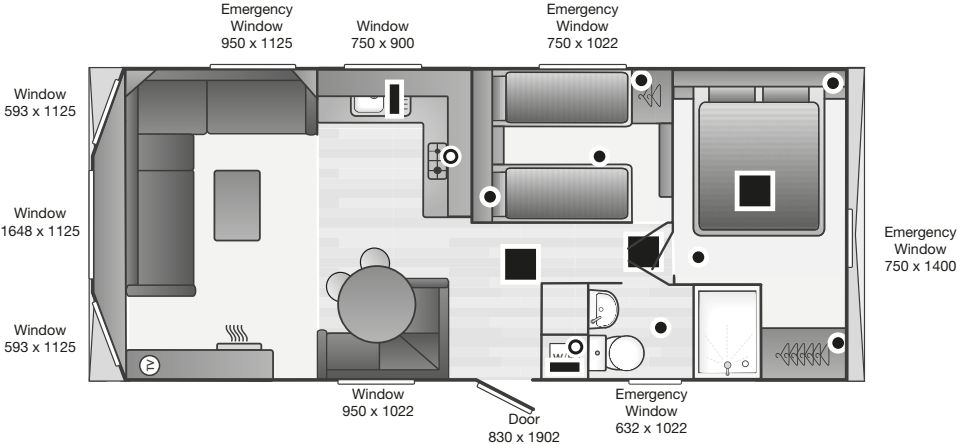 Emergency
Window
950 x 1125
Window
750 x 900
Emergency
Window
750 x 1022
Window
593 x 1125
Window
1648 x 1125
Window
593 x 1125
Emergency
Window
750 x 1400
TV
Window
950 x 1022
Door
830 x 1902
Emergency
Window
632 x 1022